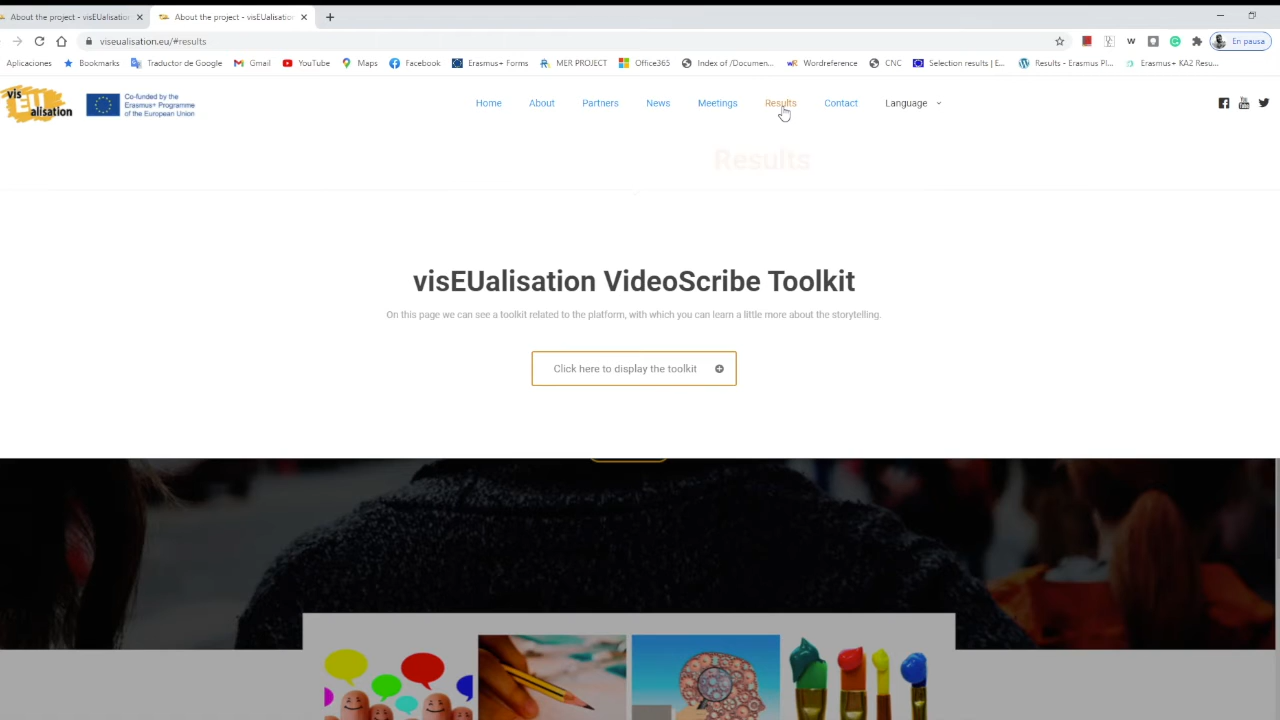 About the project - visEUalisation
About the project - visEUalisation
viseualisation.eu/#results
En pausa
Aplicaciones
Bookmarks
Traductor de Google
Gmail
YouTube
Maps
Facebook
Erasmus+ Forms
MER PROJECT
Office365
Index of /Documen...
Wordreference
CNC
Selection results | E...
Results - Erasmus Pl...
Erasmus+ KA2 Resu...
vis
EU
alisation
Co-funded by the
Erasmus+ Programme
of the European Union
Home
About
Partners
News
Meetings
Results
Contact
Language
Results
visEUalisation VideoScribe Toolkit
On this page we can see a toolkit related to the platform, with which you can learn a little more about the storytelling.
Click here to display the toolkit